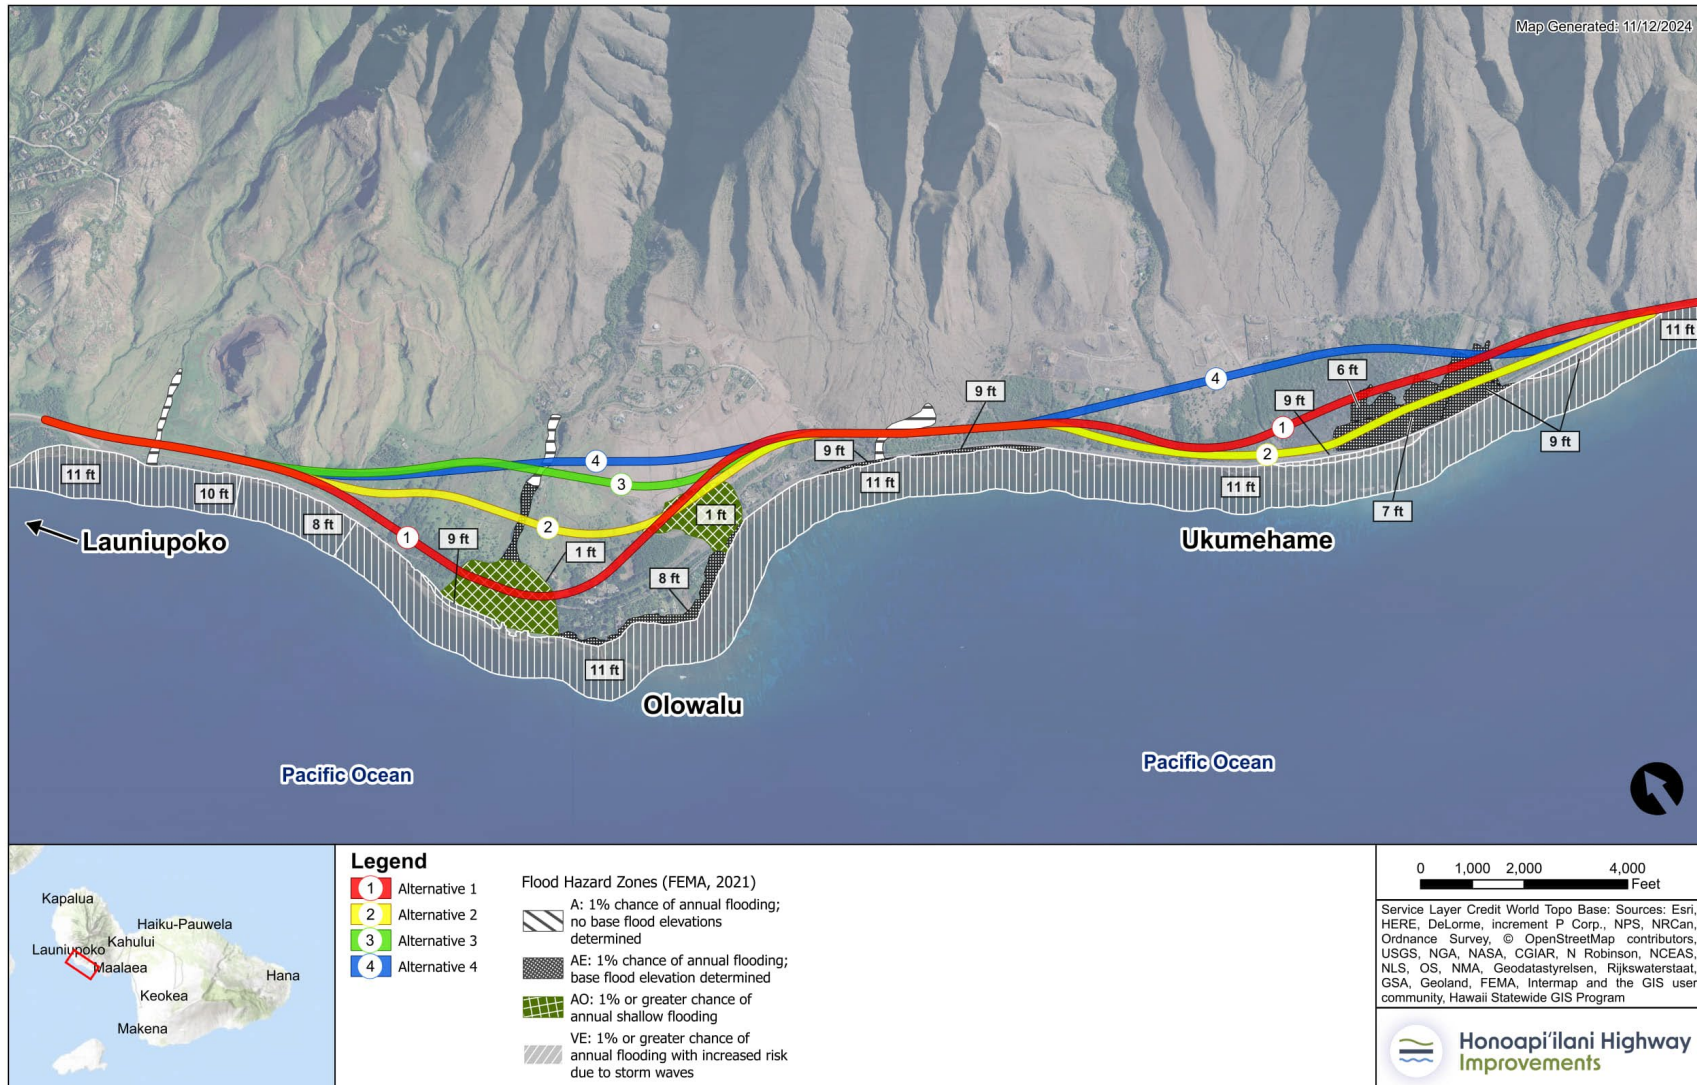 Map Generated: 11/12/2024
11 ft
6 ft
9 ft
9 ft
4
9 ft
1
9 ft
4
9 ft
2
11 ft
3
11 ft
11 ft
10 ft
1 ft
7 ft
8 ft
1
2
9 ft
1 ft
Launiupoko
Ukumehame
8 ft
11 ft
Olowalu
Pacific Ocean
Pacific Ocean
Kapalua
Haiku-Pauwela
Kahului
Launiupoko
Maalaea
Hana
Keokea
Makena
Legend
1 Alternative 1
2 Alternative 2
3 Alternative 3
4 Alternative 4
Flood Hazard Zones (FEMA, 2021)
A: 1% chance of annual flooding;
no base flood elevations
determined
AE: 1% chance of annual flooding;
base flood elevation determined
AO: 1% or greater chance of
annual shallow flooding
VE: 1% or greater chance of
annual flooding with increased risk
due to storm waves
0 1,000 2,000 4,000
Feet
Service Layer Credit World Topo Base: Sources: Esri,
HERE, DeLorme, increment P Corp., NPS, NRCan,
Ordnance Survey, © OpenStreetMap contributors,
USGS, NGA, NASA, CGIAR, N Robinson, NCEAS,
NLS, OS, NMA, Geodatastyrelsen, Rijkswaterstaat,
GSA, Geoland, FEMA, Intermap and the GIS user
community, Hawaii Statewide GIS Program
Honoapi‘ilani Highway
Improvements